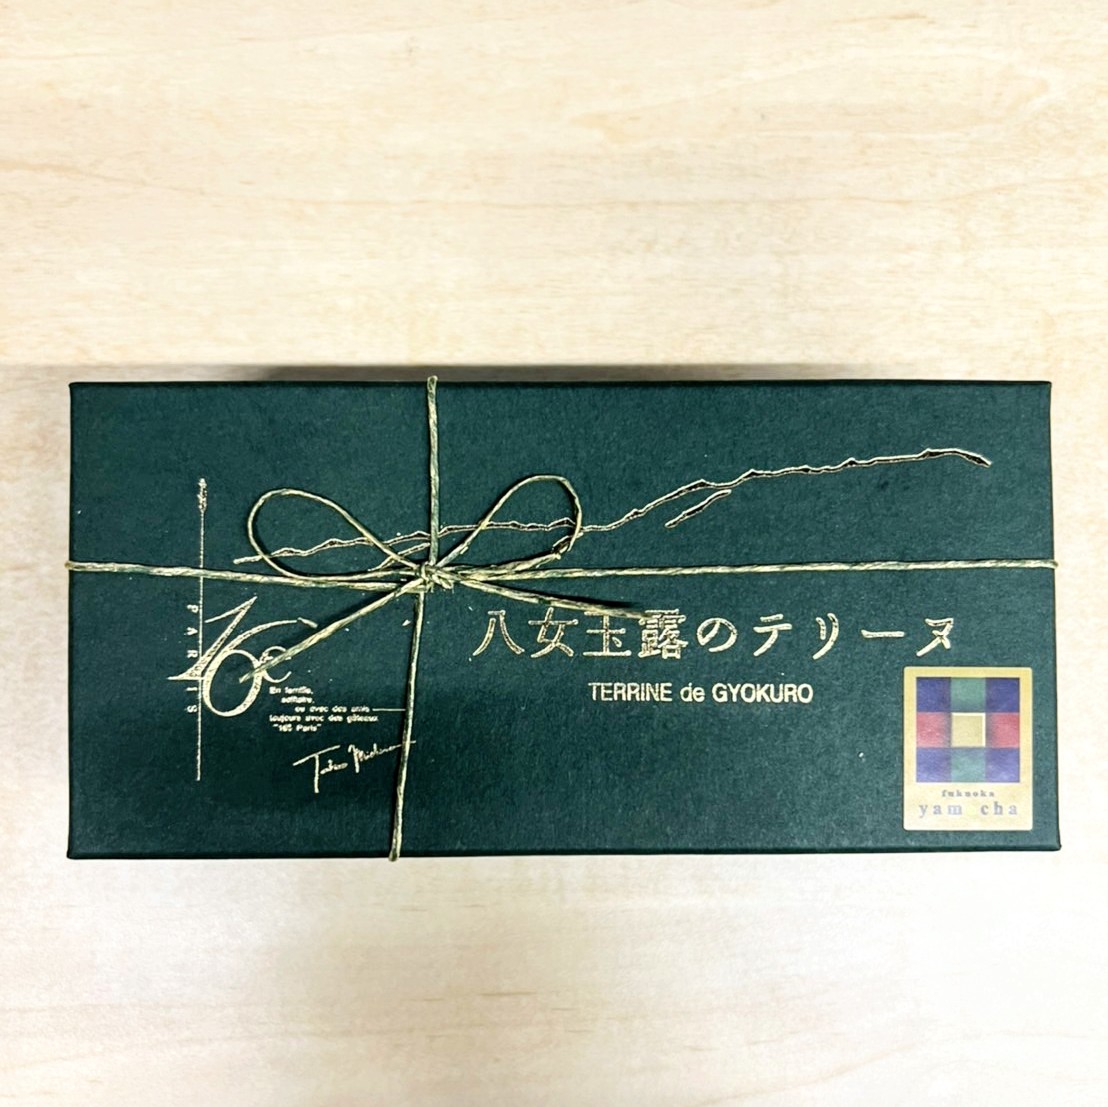 PARIS
16e
En famille,
solitaire,
ou avec des amis
toujours avec des gâteaux
"16e Paris"
八女玉露のテリーヌ
TERRINE de GYOKURO
fukuoka
yam cha